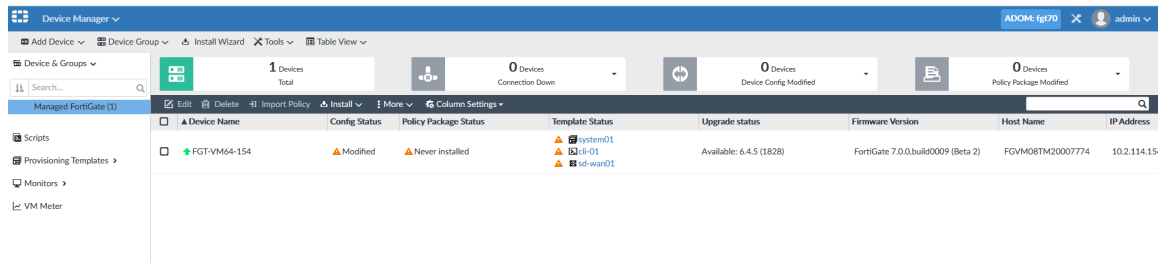 Device Manager ADOM: fgt70 admin
Add Device Device Group Install Wizard Tools Table View
Device & Groups
Search...
Managed FortiGate (1)
Scripts
Provisioning Templates
Monitors
VM Meter
1 Devices
Total
0 Devices
Connection Down
0 Devices
Device Config Modified
0 Devices
Policy Package Modified
Edit Delete Import Policy Install More Column Settings
Device Name Config Status Policy Package Status Template Status Upgrade status Firmware Version Host Name IP Address
FGT-VM64-154 Modified Never installed system01 Available: 6.4.5 (1828) FortiGate 7.0.0,build0009 (Beta 2) FGVM08TM20007774 10.2.114.15
cli-01
sd-wan01